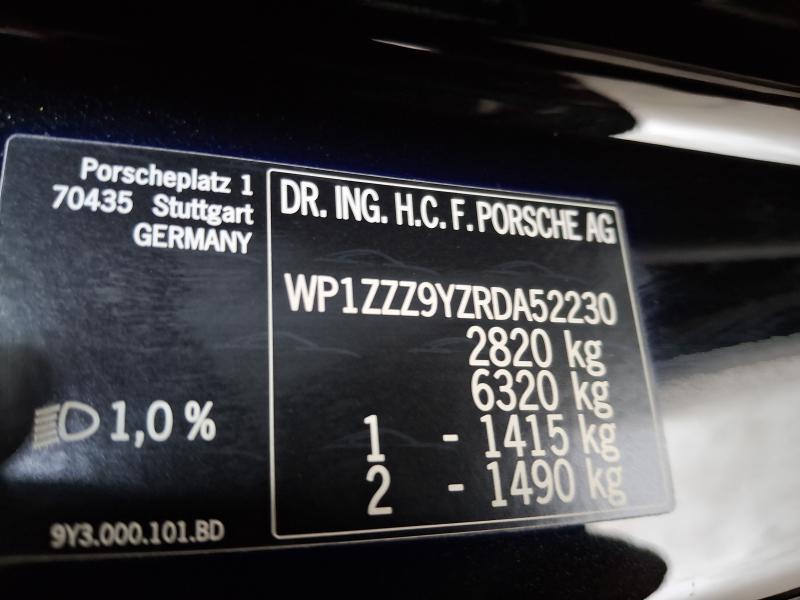 Porscheplatz 1
70435 Stuttgart
GERMANY
DR. ING. H.C. F. PORSCHE AG
WP1ZZZ9YZRDA52230
2820 kg
6320 kg
1 - 1415 kg
2 - 1490 kg
1,0 %
9Y3.000.101.BD